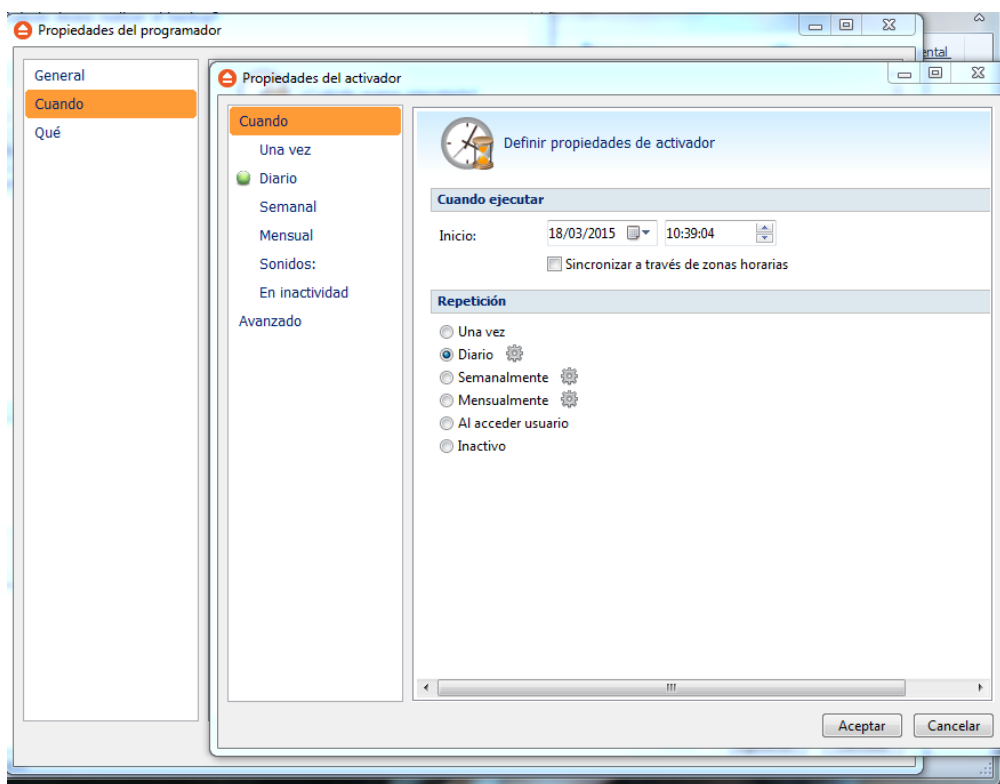 Propiedades del programador
ental
General
Cuando
Qué
Propiedades del activador
Cuando
Una vez
Diario
Semanal
Mensual
Sonidos:
En inactividad
Avanzado
Definir propiedades de activador
Cuando ejecutar
Inicio: 18/03/2015 10:39:04
Sincronizar a través de zonas horarias
Repetición
Una vez
Diario
Semanalmente
Mensualmente
Al acceder usuario
Inactivo
Aceptar Cancelar